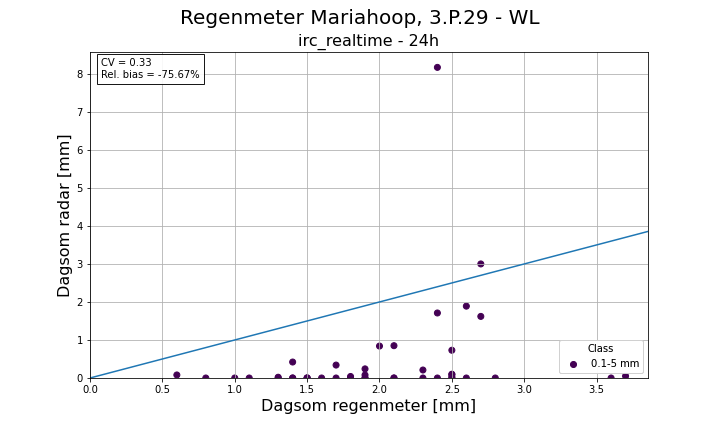 Regenmeter Mariahoop, 3.P.29 - WL
irc_realtime - 24h
CV = 0.33
Rel. bias = -75.67%
Dagsom radar [mm]
8
7
6
5
4
3
2
1
0
Class
0.1-5 mm
0.0 0.5 1.0 1.5 2.0 2.5 3.0 3.5
Dagsom regenmeter [mm]